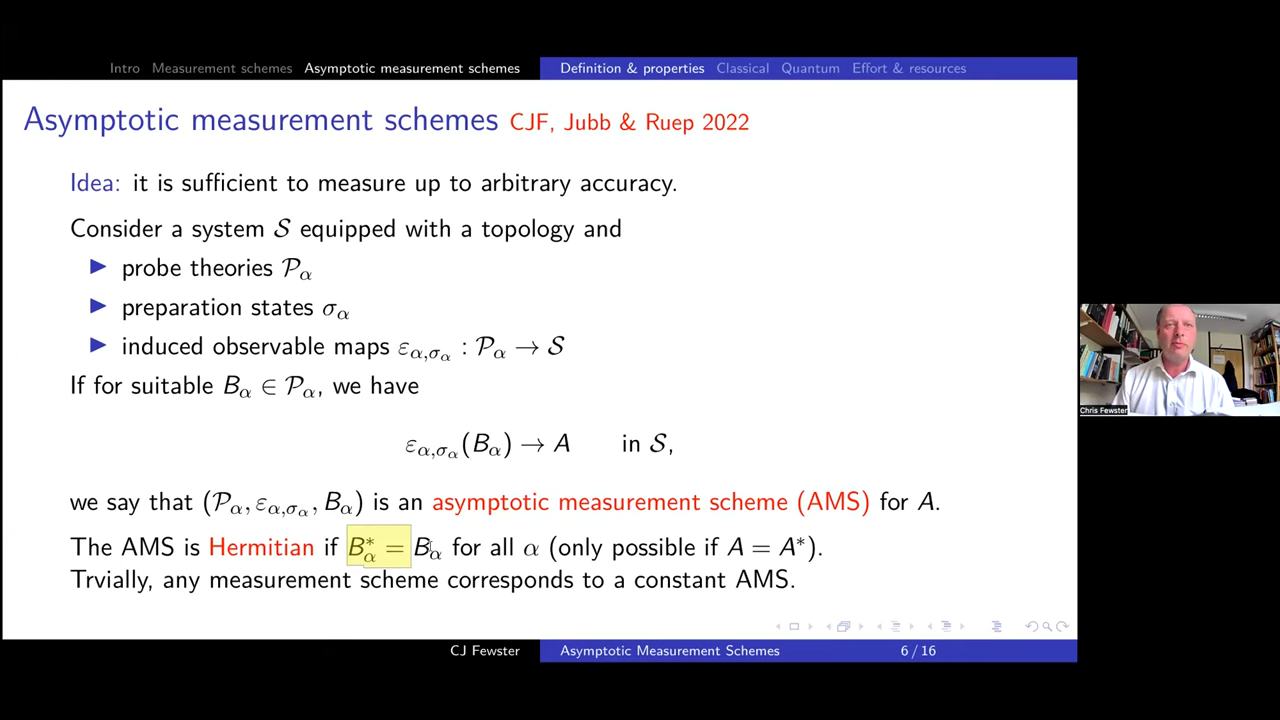 Intro Measurement schemes Asymptotic measurement schemes Definition & properties Classical Quantum Effort & resources
Asymptotic measurement schemes CJF, Jubb & Ruep 2022
Idea: it is sufficient to measure up to arbitrary accuracy.
Consider a system 𝒮 equipped with a topology and
▶ probe theories 𝒫_α
▶ preparation states σ_α
▶ induced observable maps ε_{α,σ_α} : 𝒫_α → 𝒮
If for suitable B_α ∈ 𝒫_α, we have
ε_{α,σ_α}(B_α) → A in 𝒮,
we say that (𝒫_α, ε_{α,σ_α}, B_α) is an asymptotic measurement scheme (AMS) for A.
The AMS is Hermitian if B*_α = B_α for all α (only possible if A = A*).
Trvially, any measurement scheme corresponds to a constant AMS.
CJ Fewster Asymptotic Measurement Schemes 6 / 16
Chris Fewster